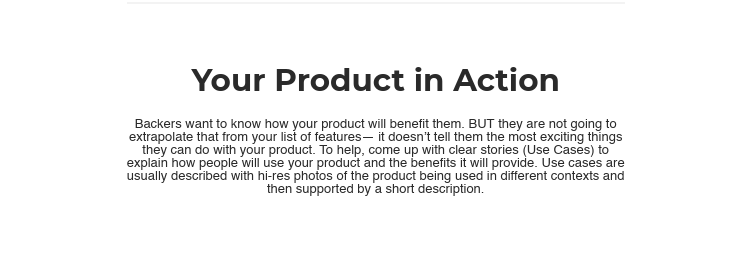 Your Product in Action
Backers want to know how your product will benefit them. BUT they are not going to
extrapolate that from your list of features— it doesn’t tell them the most exciting things
they can do with your product. To help, come up with clear stories (Use Cases) to
explain how people will use your product and the benefits it will provide. Use cases are
usually described with hi-res photos of the product being used in different contexts and
then supported by a short description.